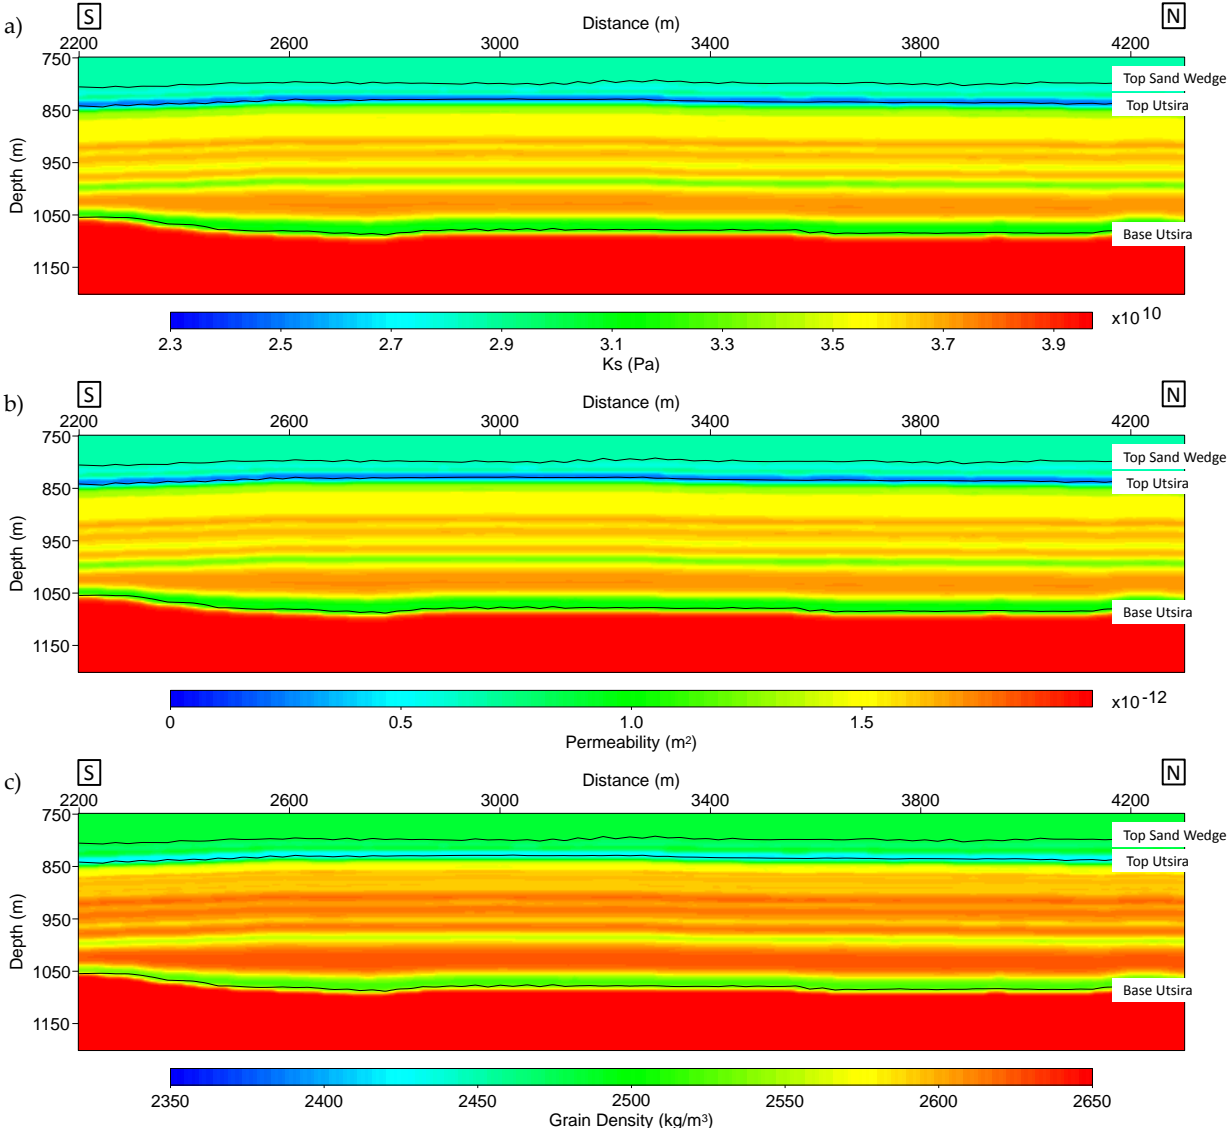 a)
S
Distance (m)
N
2200 2600 3000 3400 3800 4200
750
Top Sand Wedge
Top Utsira
850
950
Depth (m)
1050
Base Utsira
1150
x10 10
2.3 2.5 2.7 2.9 3.1 3.3 3.5 3.7 3.9
Ks (Pa)
b)
S
Distance (m)
N
2200 2600 3000 3400 3800 4200
750
Top Sand Wedge
Top Utsira
850
950
Depth (m)
1050
Base Utsira
1150
x10 -12
0 0.5 1.0 1.5
Permeability (m²)
c)
S
Distance (m)
N
2200 2600 3000 3400 3800 4200
750
Top Sand Wedge
Top Utsira
850
950
Depth (m)
1050
Base Utsira
1150
2350 2400 2450 2500 2550 2600 2650
Grain Density (kg/m³)